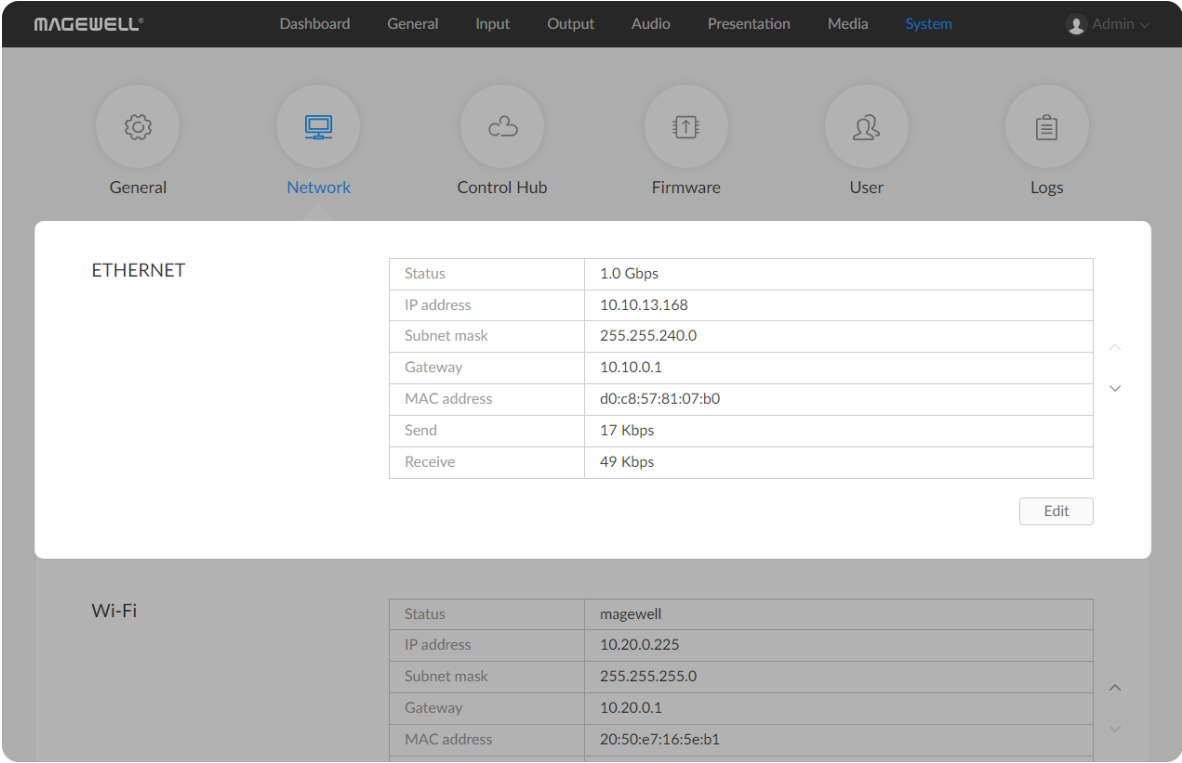 MAGEWELL®
Dashboard General Input Output Audio Presentation Media System Admin
General Network Control Hub Firmware User Logs
ETHERNET
Status 1.0 Gbps
IP address 10.10.13.168
Subnet mask 255.255.240.0
Gateway 10.10.0.1
MAC address d0:c8:57:81:07:b0
Send 17 Kbps
Receive 49 Kbps
Edit
Wi-Fi
Status magewell
IP address 10.20.0.225
Subnet mask 255.255.255.0
Gateway 10.20.0.1
MAC address 20:50:e7:16:5e:b1